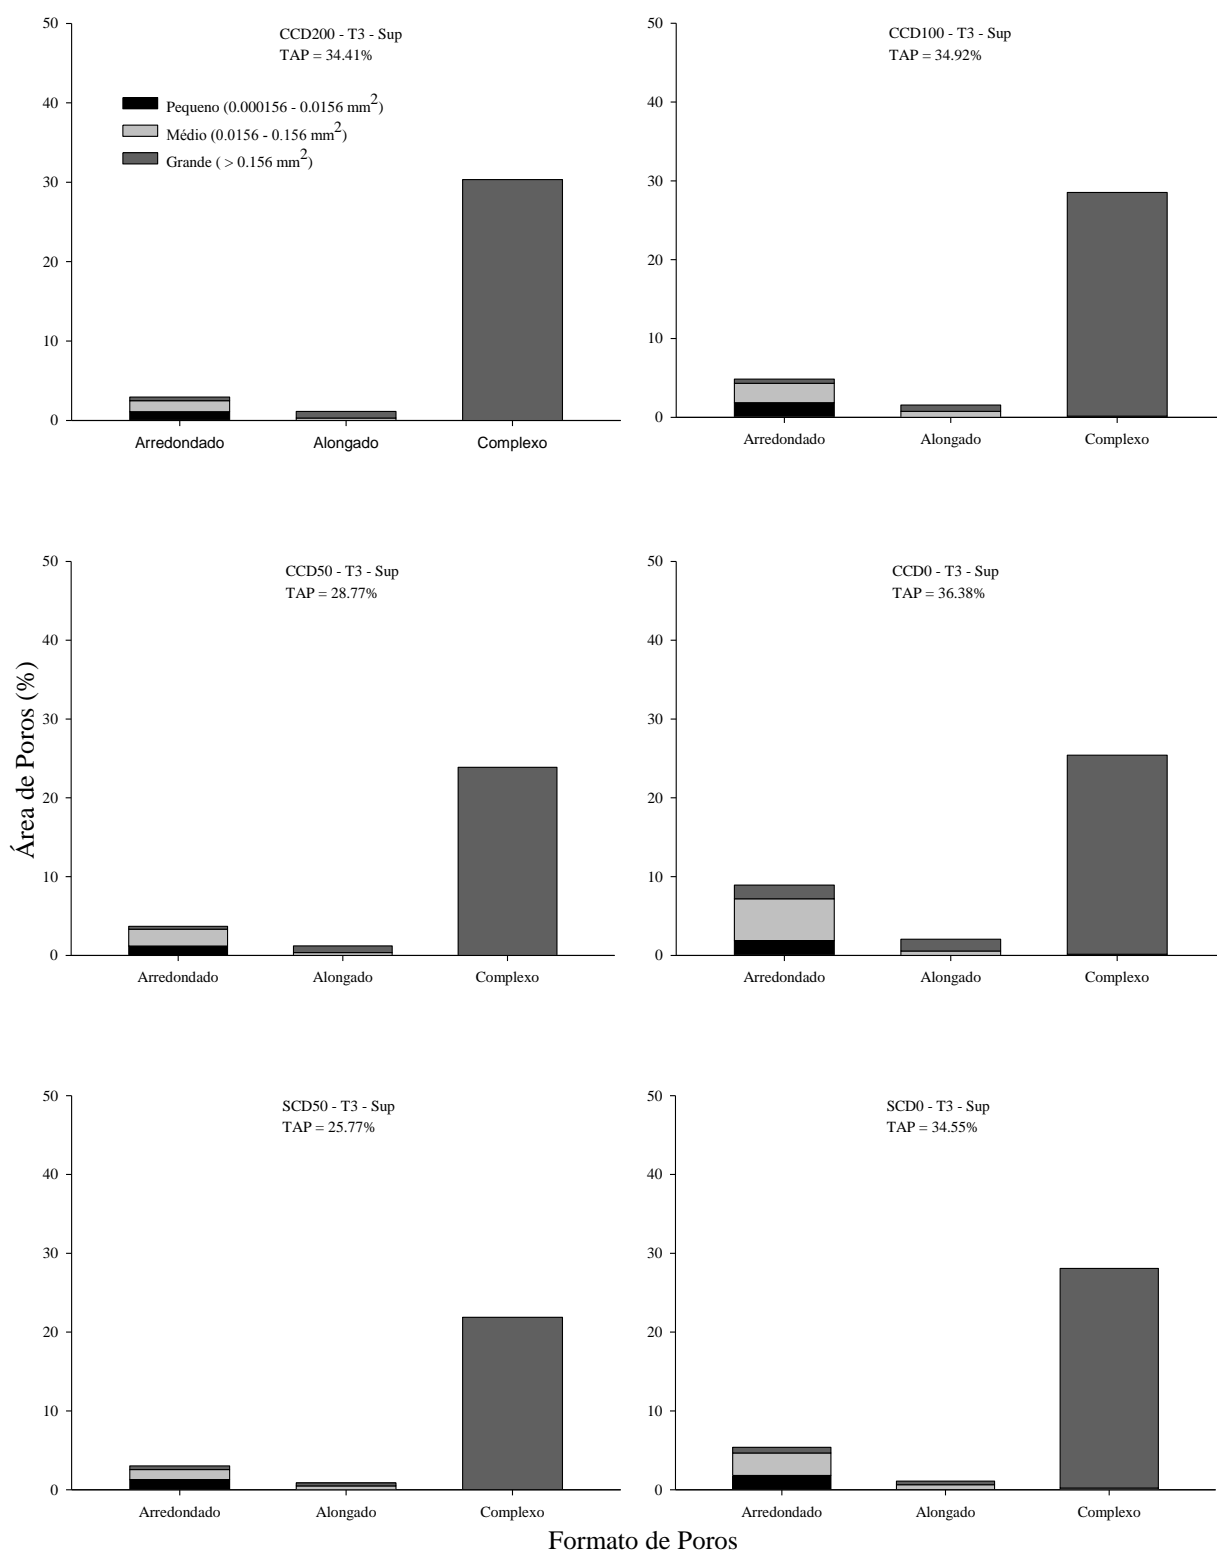 CCD200 - T3 - Sup
TAP = 34.41%
Pequeno (0.000156 - 0.0156 mm2)
Médio (0.0156 - 0.156 mm2)
Grande ( > 0.156 mm2)
50
40
30
20
10
0
Arredondado Alongado Complexo
CCD100 - T3 - Sup
TAP = 34.92%
50
40
30
20
10
0
Arredondado Alongado Complexo
Área de Poros (%)
CCD50 - T3 - Sup
TAP = 28.77%
50
40
30
20
10
0
Arredondado Alongado Complexo
CCD0 - T3 - Sup
TAP = 36.38%
50
40
30
20
10
0
Arredondado Alongado Complexo
SCD50 - T3 - Sup
TAP = 25.77%
50
40
30
20
10
0
Arredondado Alongado Complexo
SCD0 - T3 - Sup
TAP = 34.55%
50
40
30
20
10
0
Arredondado Alongado Complexo
Formato de Poros